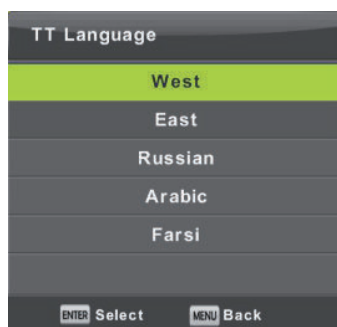 TT Language
West
East
Russian
Arabic
Farsi
ENTER Select MENU Back